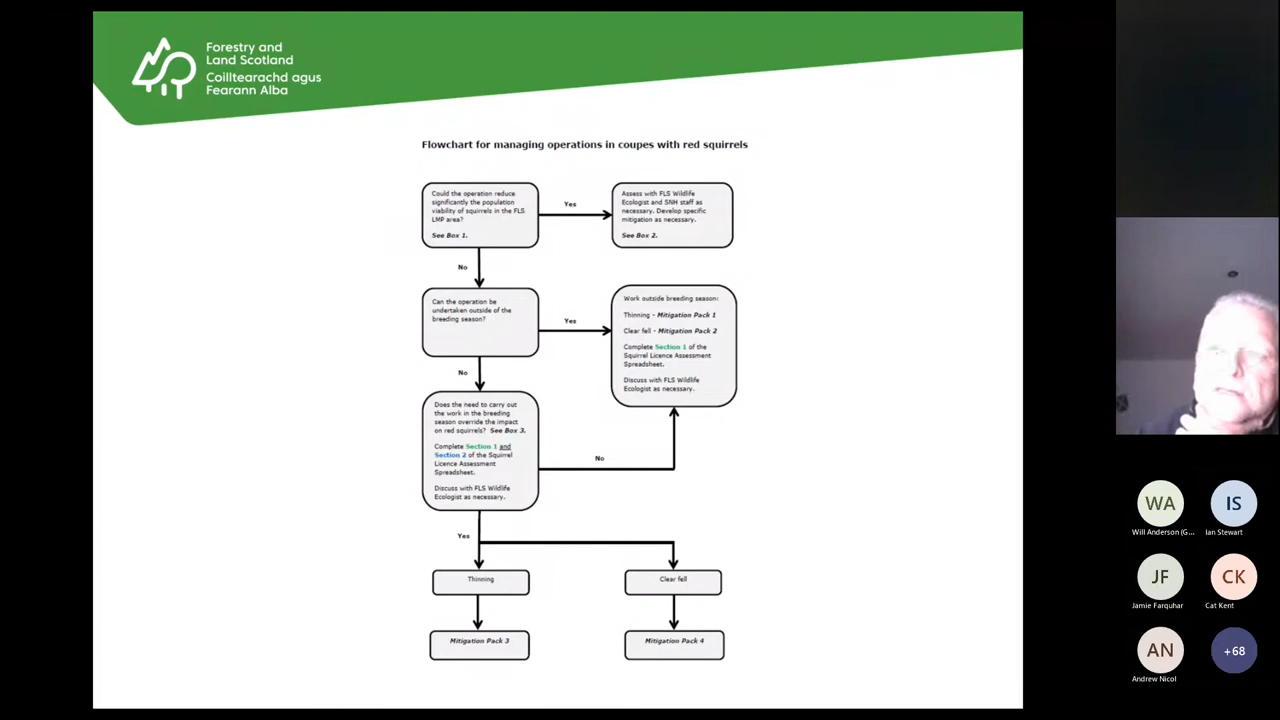 Forestry and
Land Scotland
Coilltearachd agus
Fearann Alba
Flowchart for managing operations in coupes with red squirrels
Could the operation reduce
significantly the population
viability of squirrels in the FLS
LMP area?
See Box 1.
Yes
Assess with FLS Wildlife
Ecologist and SNH staff as
necessary. Develop specific
mitigation as necessary.
See Box 2.
No
Can the operation be
undertaken outside of the
breeding season?
Yes
Work outside breeding season:
Thinning - Mitigation Pack 1
Clear fell - Mitigation Pack 2
Complete Section 1 of the
Squirrel Licence Assessment
Spreadsheet.
Discuss with FLS Wildlife
Ecologist as necessary.
No
Does the need to carry out
the work in the breeding
season override the impact
on red squirrels? See Box 3.
Complete Section 1 and
Section 2 of the Squirrel
Licence Assessment
Spreadsheet.
Discuss with FLS Wildlife
Ecologist as necessary.
No
Yes
Thinning
Clear fell
Mitigation Pack 3
Mitigation Pack 4
WA
Will Anderson (G...
IS
Ian Stewart
JF
Jamie Farquhar
CK
Cat Kent
AN
Andrew Nicol
+68